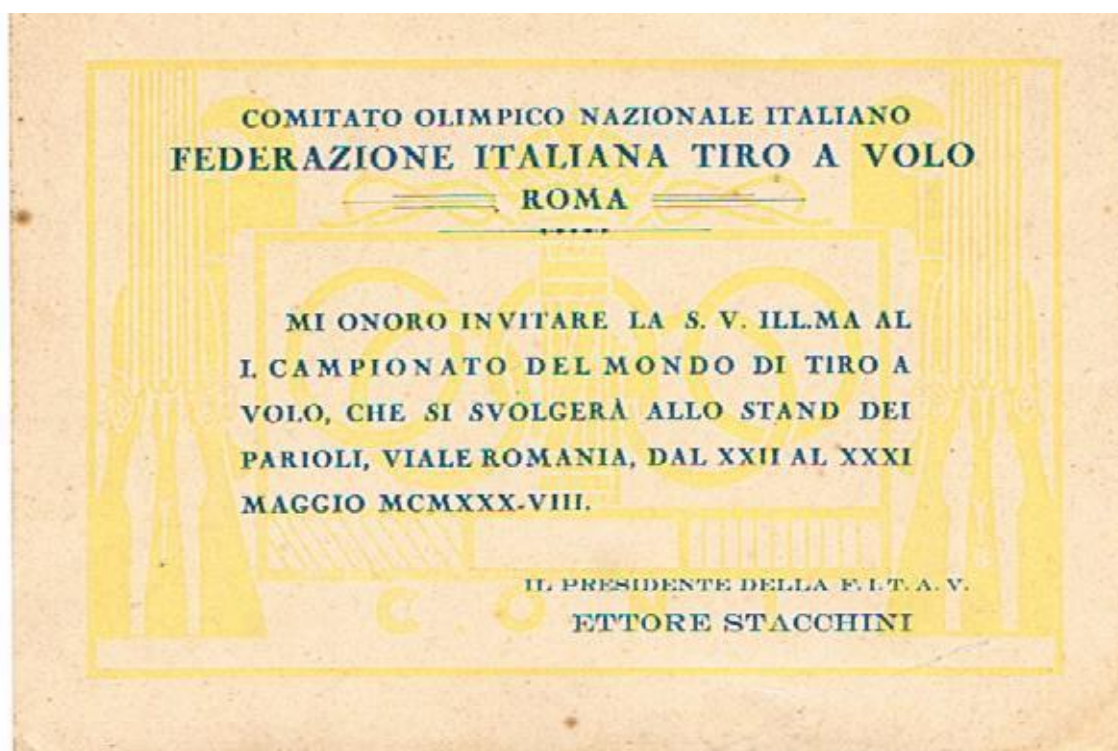 COMITATO OLIMPICO NAZIONALE ITALIANO
FEDERAZIONE ITALIANA TIRO A VOLO
ROMA
MI ONORO INVITARE LA S. V. ILL.MA AL
I. CAMPIONATO DEL MONDO DI TIRO A
VOLO, CHE SI SVOLGERÀ ALLO STAND DEI
PARIOLI, VIALE ROMANIA, DAL XXII AL XXXI
MAGGIO MCMXXX-VIII.
IL PRESIDENTE DELLA F. I. T. A. V.
ETTORE STACCHINI